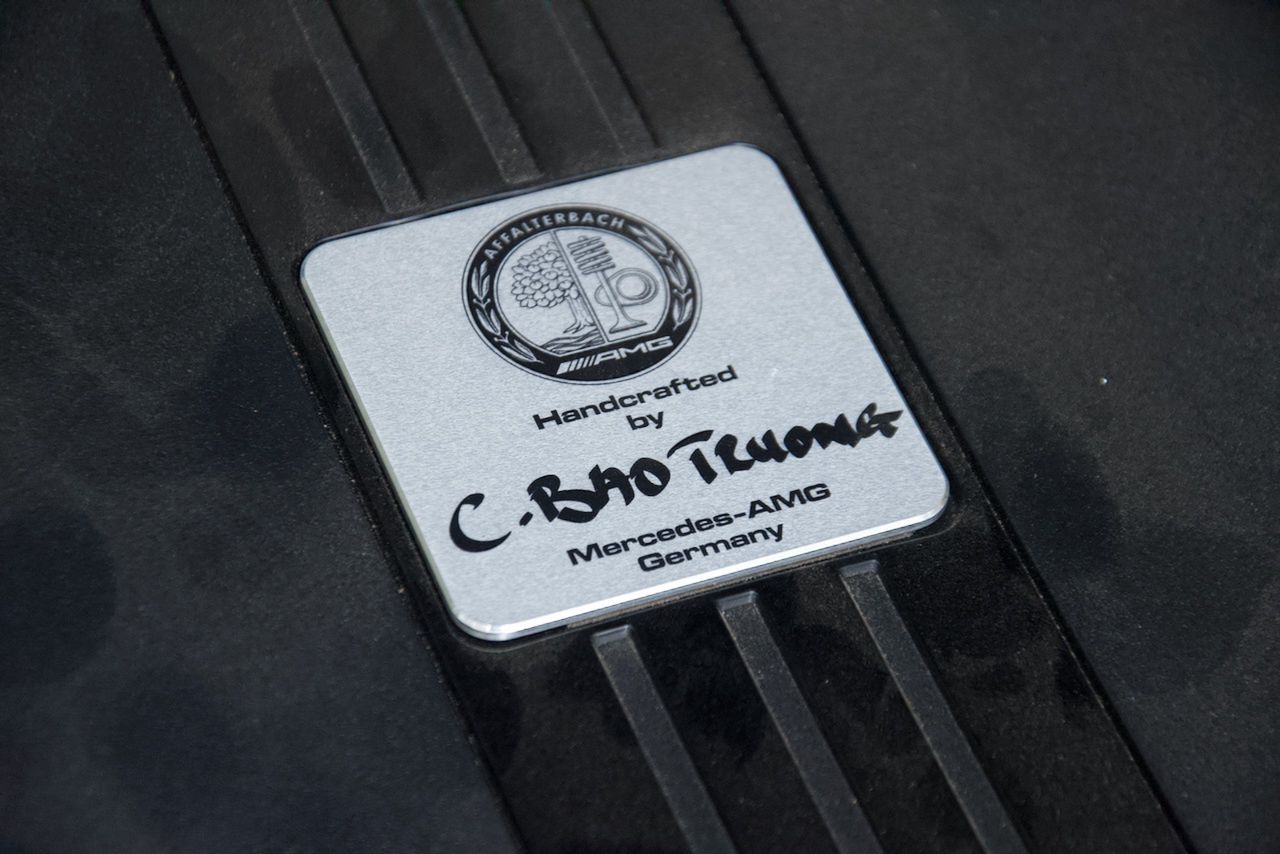 AFFALTERBACH
AMG
Handcrafted
by
C. BAO TRUONG
Mercedes-AMG
Germany